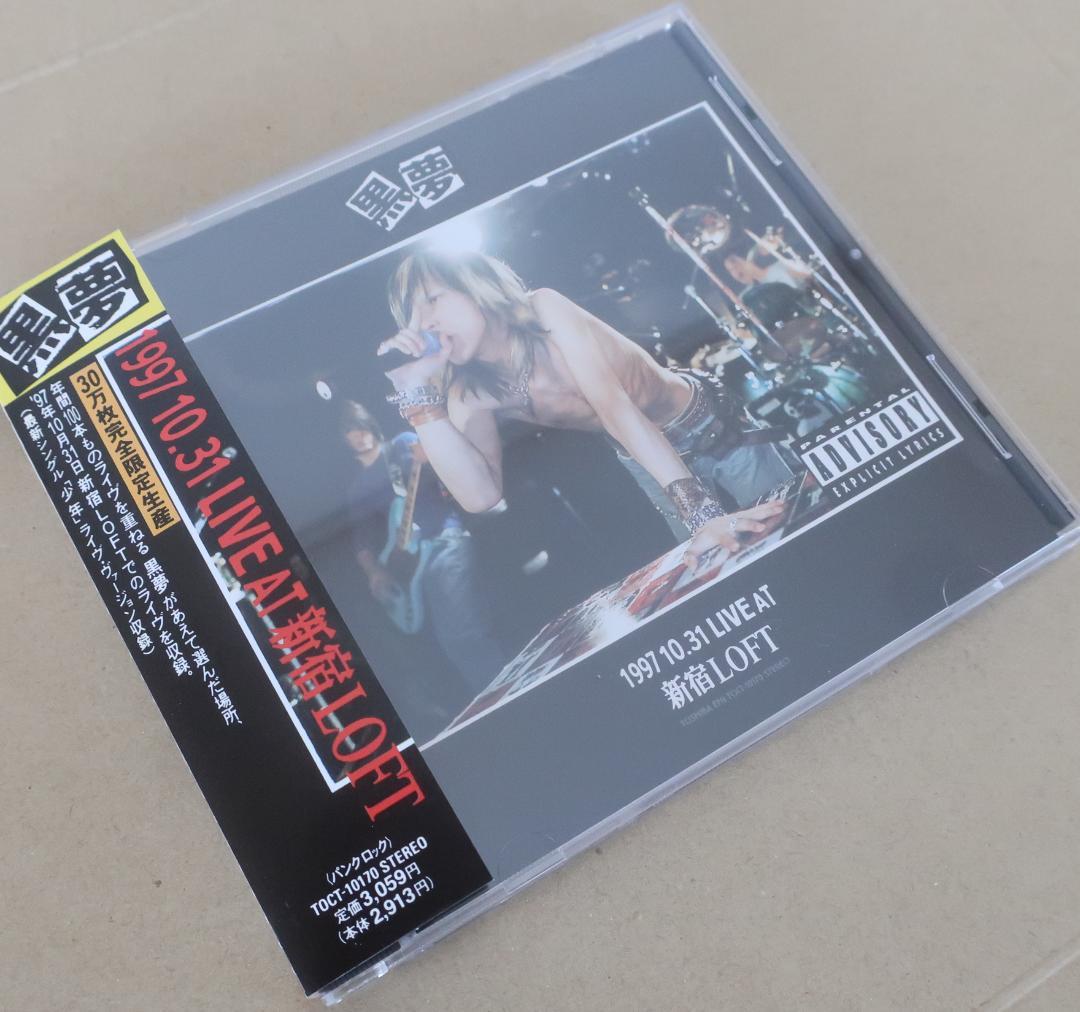 黒夢
1997 10.31 LIVE AT 新宿LOFT
30万枚完全限定生産
年間100本ものライヴを重ねる 黒夢があえて選んだ場所、
'97年10月31日 新宿LOFTでのライヴを収録。
(最新シングル「少年」ライヴ・ヴァージョン収録)
(パンクロック)
TOCT-10170 STEREO
定価3,059円
(本体2,913円)
黒夢
PARENTAL
ADVISORY
EXPLICIT LYRICS
1997 10.31 LIVE AT
新宿LOFT
TOSHIBA EMI TOCT-10170 STEREO